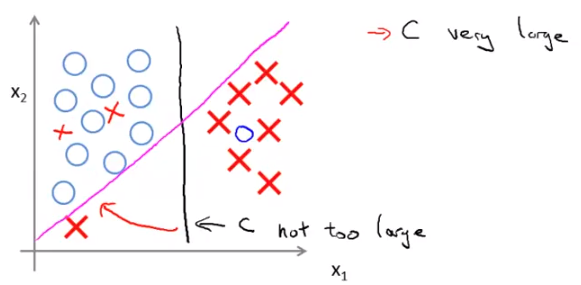 → C very large
x₂
← C not too large
x₁